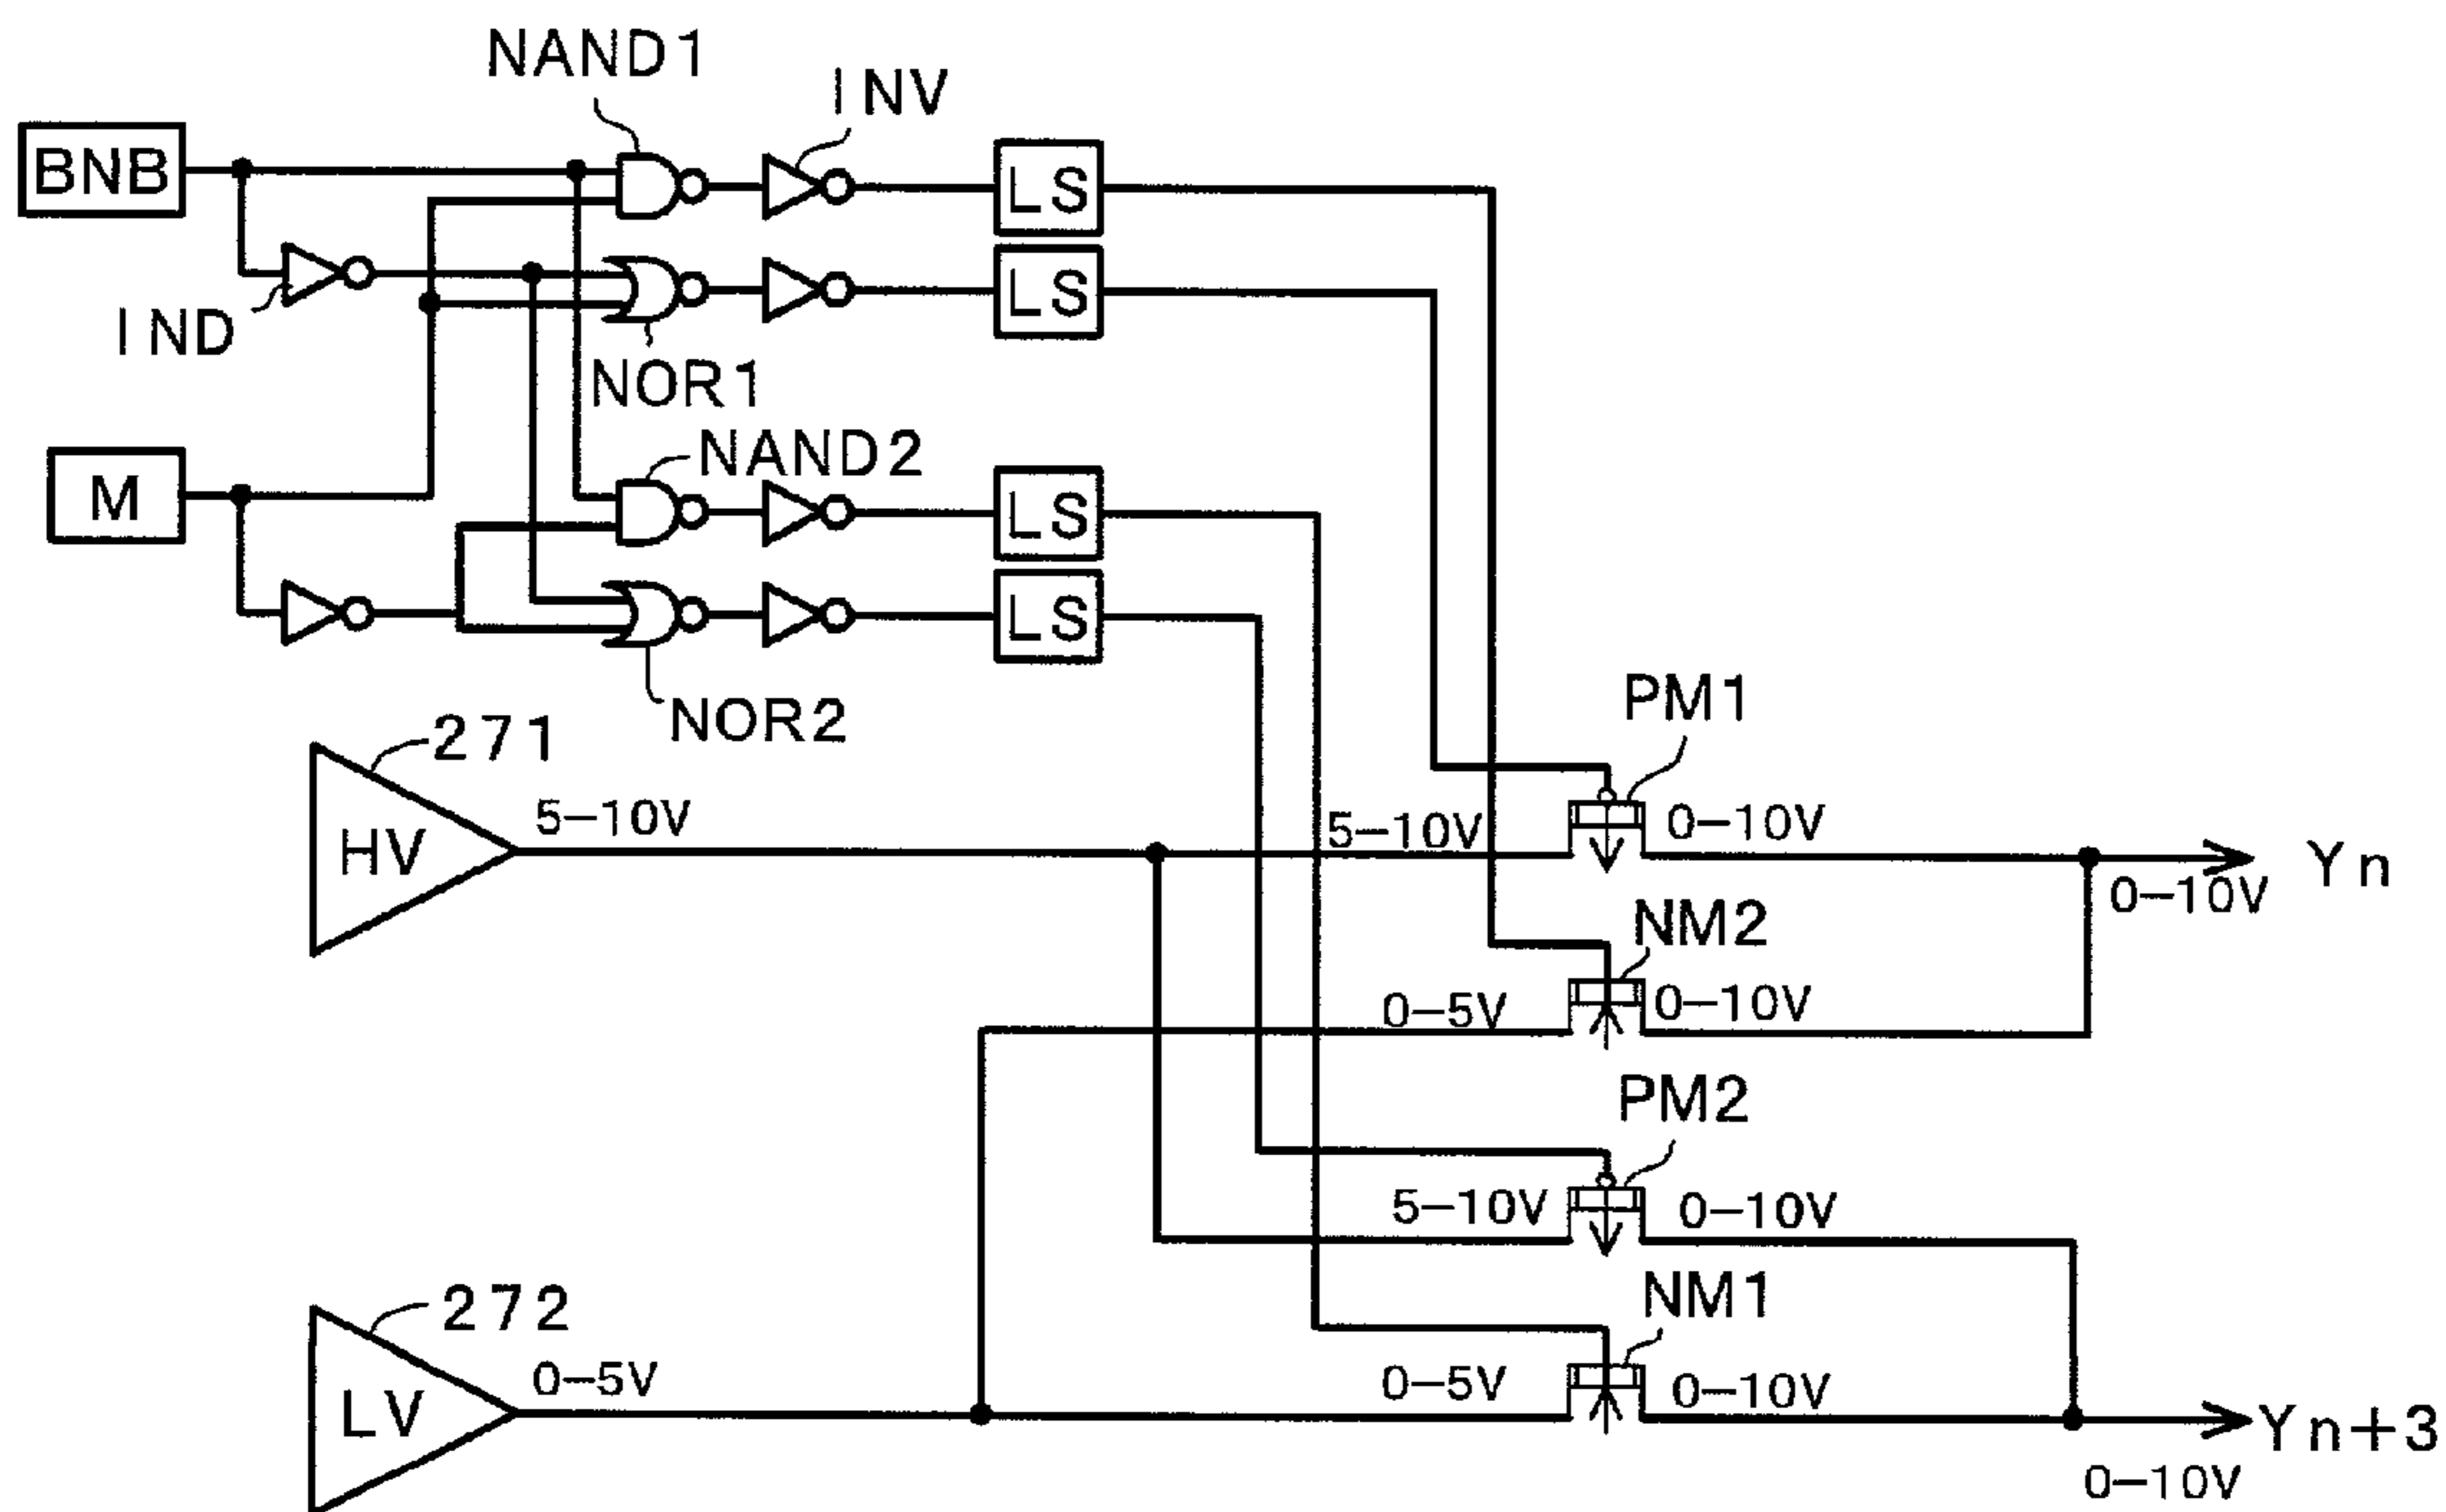 NAND1
INV
BNB
LS
LS
IND
NOR1
NAND2
M
LS
LS
NOR2
PM1
271
5-10V
HV
5-10V
0-10V
Yn
0-10V
NM2
0-5V
0-10V
PM2
5-10V
0-10V
NM1
272
0-5V
LV
0-5V
0-10V
Yn+3
0-10V